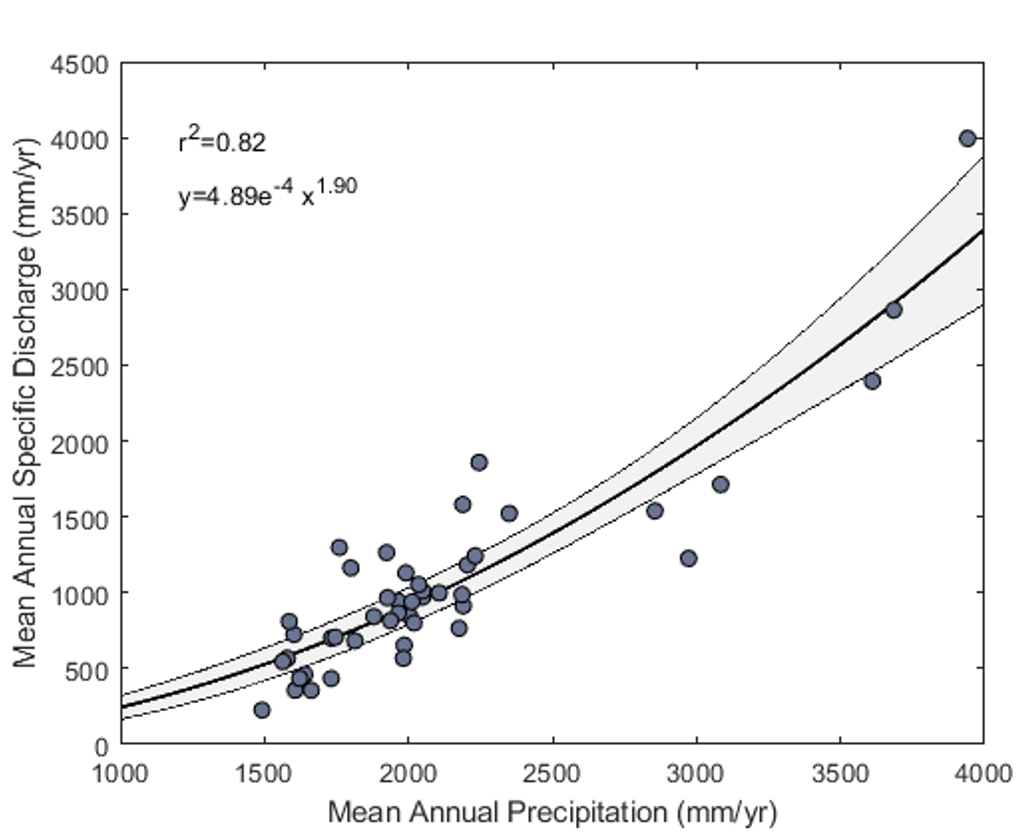 4500
4000
3500
3000
2500
2000
1500
1000
500
0
r²=0.82
y=4.89e⁻⁴ x¹·⁹⁰
Mean Annual Specific Discharge (mm/yr)
1000 1500 2000 2500 3000 3500 4000
Mean Annual Precipitation (mm/yr)